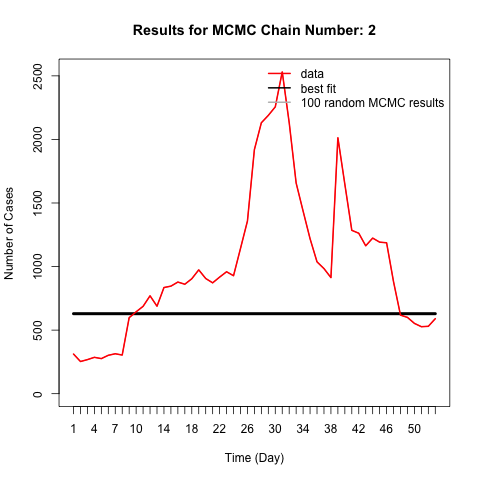 Results for MCMC Chain Number: 2
data
best fit
100 random MCMC results
Number of Cases
2500
2000
1500
1000
500
0
1 4 7 10 14 18 22 26 30 34 38 42 46 50
Time (Day)